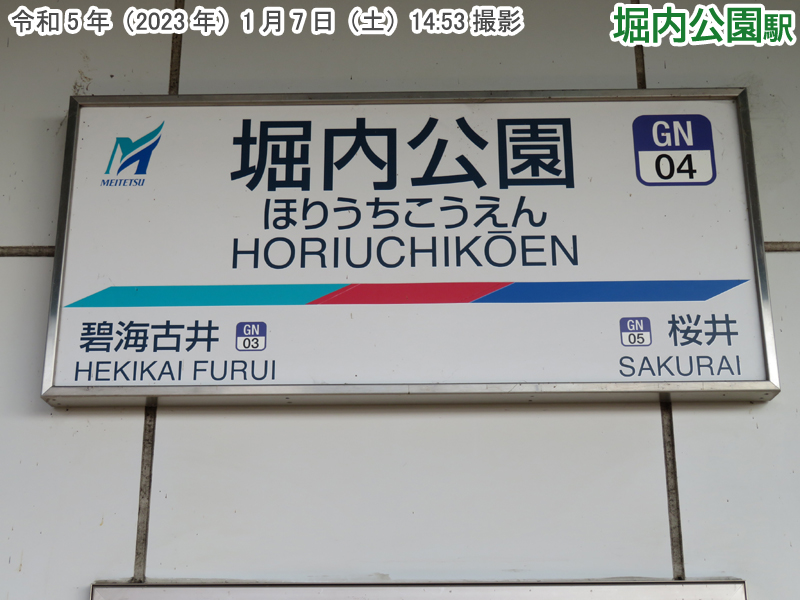 令和5年（2023年）1月7日（土）14:53撮影
堀内公園駅
MEITETSU
堀内公園
GN
04
ほりうちこうえん
HORIUCHIKŌEN
碧海古井 GN 03
HEKIKAI FURUI
GN 05 桜井
SAKURAI